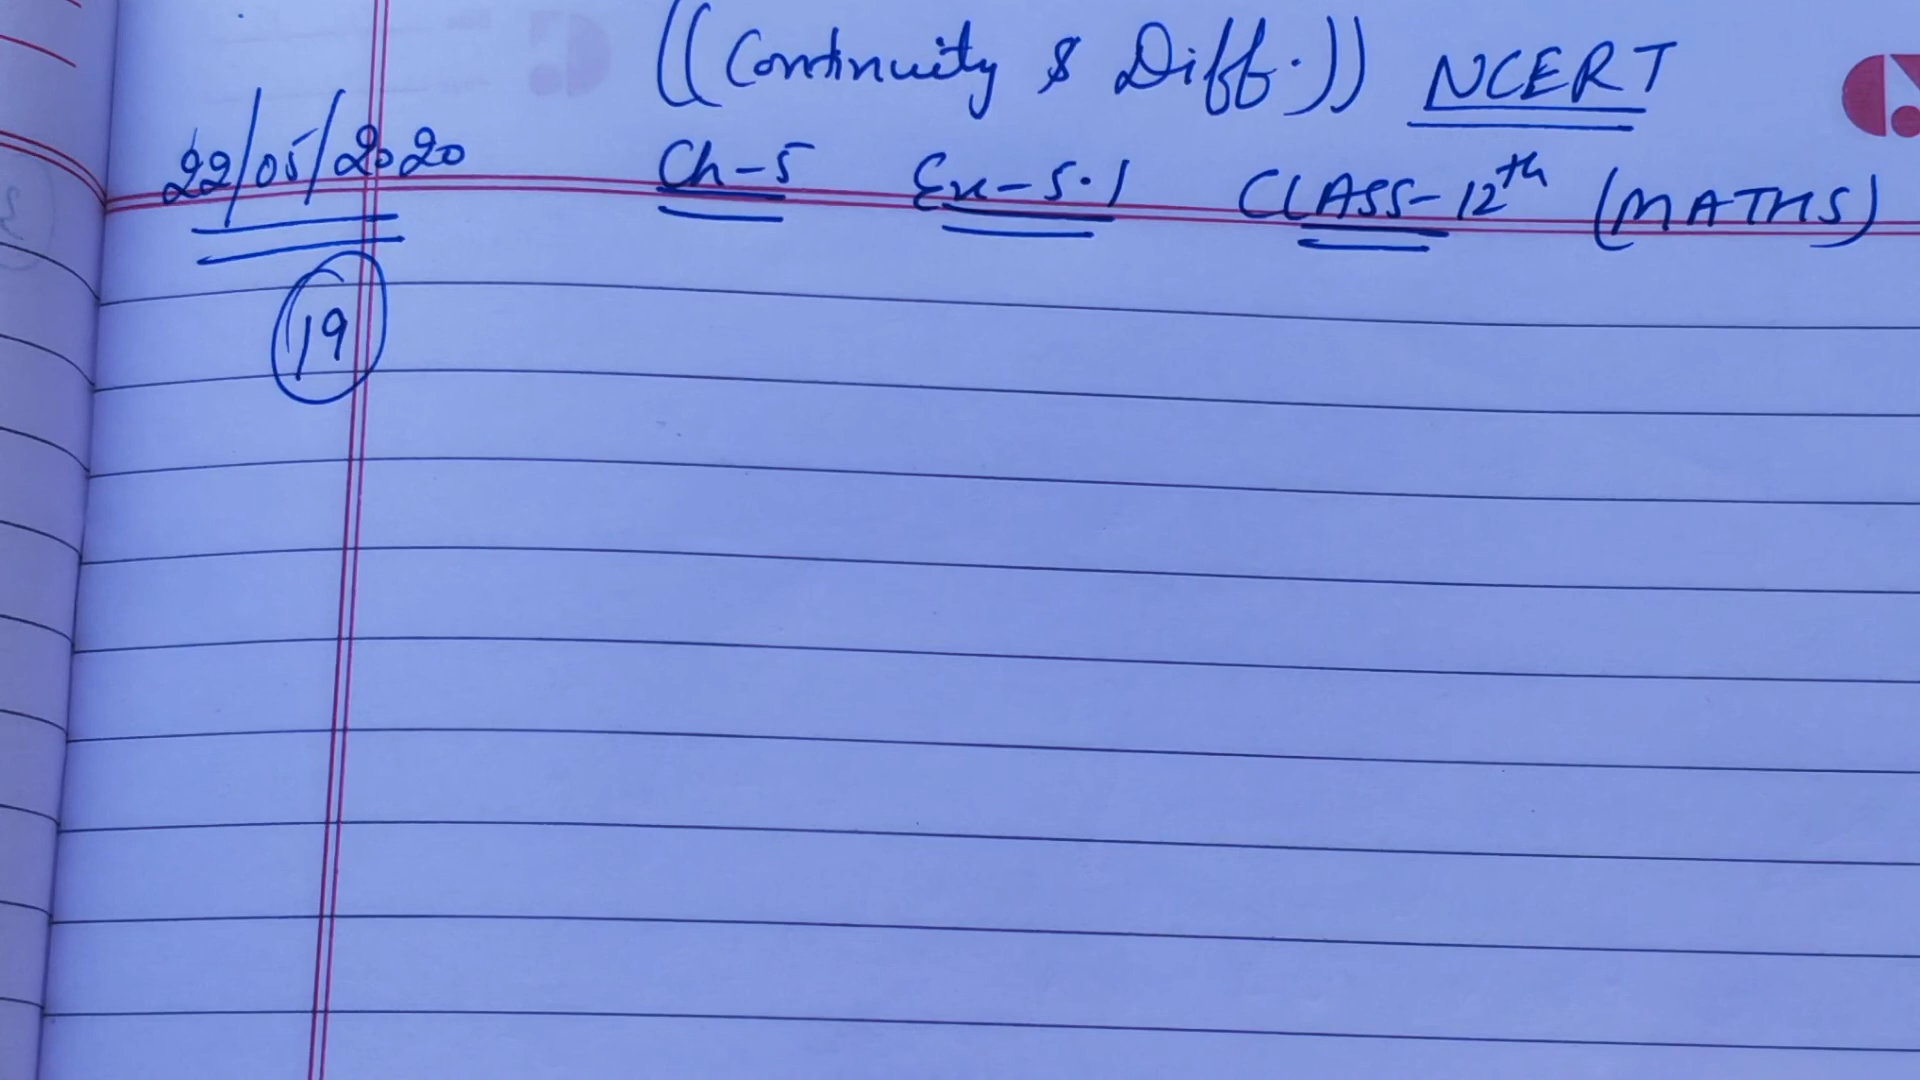 ((Continuity & Diff.)) NCERT
22/05/2020 Ch-5 Ex-5.1 CLASS-12th (MATHS)
19